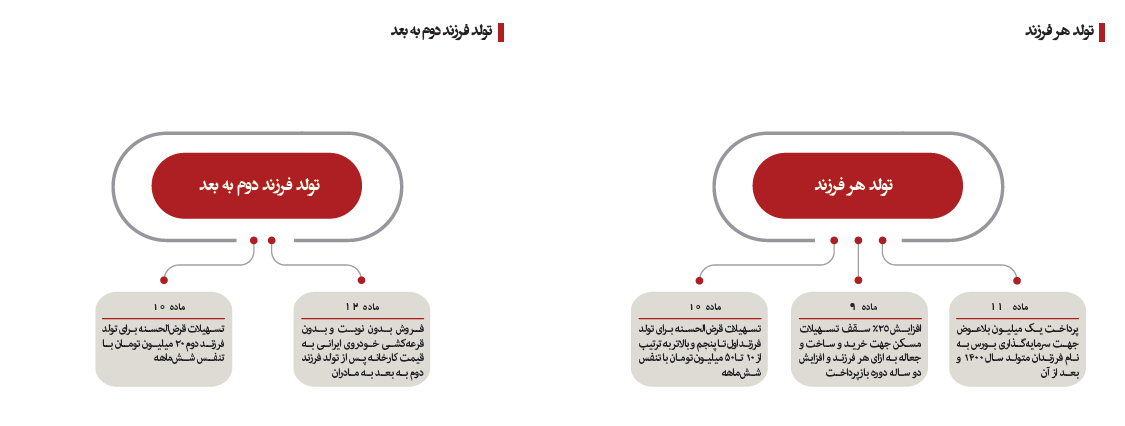 تولد هر فرزند
تولد هر فرزند
ماده ۱۱
پرداخت یک میلیون بلاعوض
جهت سرمایه‌گذاری بورس به
نام فرزندان متولد سال ۱۴۰۰ و
بعد از آن
ماده ۹
افزایش ۲۵٪ سقف تسهیلات
مسکن جهت خرید و ساخت و
جعاله به ازای هر فرزند و افزایش
دو ساله دوره بازپرداخت
ماده ۱۰
تسهیلات قرض‌الحسنه برای تولد
فرزند اول تا پنجم و بالاتر به ترتیب
از ۱۰ تا ۵۰ میلیون تومان با تنفس
شش‌ماهه
تولد فرزند دوم به بعد
تولد فرزند دوم به بعد
ماده ۱۲
فروش بدون نوبت و بدون
قرعه‌کشی خودروی ایرانی به
قیمت کارخانه پس از تولد فرزند
دوم به بعد به مادران
ماده ۱۰
تسهیلات قرض‌الحسنه برای تولد
فرزند دوم ۲۰ میلیون تومان با
تنفس شش‌ماهه